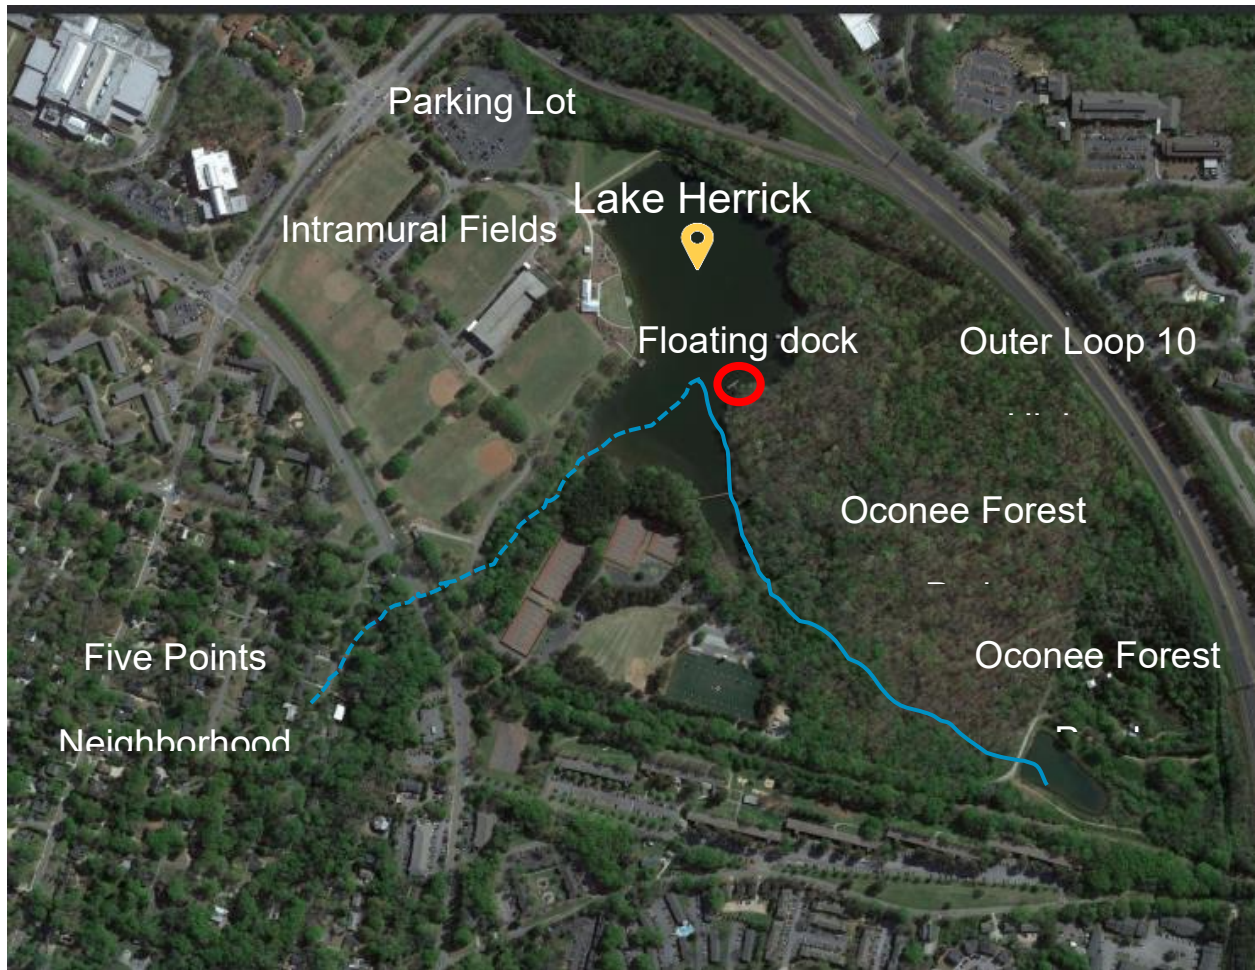 Parking Lot
Lake Herrick
Intramural Fields
Floating dock
Outer Loop 10
Oconee Forest
Five Points
Neighborhood
Oconee Forest